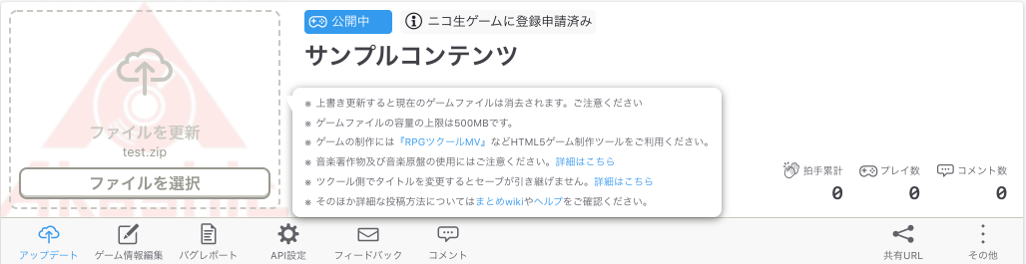 公開中
ニコ生ゲームに登録申請済み
サンプルコンテンツ
ファイルを更新
test.zip
ファイルを選択
※ 上書き更新すると現在のゲームファイルは消去されます。ご注意ください
※ ゲームファイルの容量の上限は500MBです。
※ ゲームの制作には『RPGツクールMV』などHTML5ゲーム制作ツールをご利用ください。
※ 音楽著作物及び音楽原盤の使用にはご注意ください。詳細はこちら
※ ツクール側でタイトルを変更するとセーブが引き継げません。詳細はこちら
※ そのほか詳細な投稿方法についてはまとめwikiやヘルプをご確認ください。
拍手累計
0
プレイ数
0
コメント数
0
アップデート
ゲーム情報編集
バグレポート
API設定
フィードバック
コメント
共有URL
その他